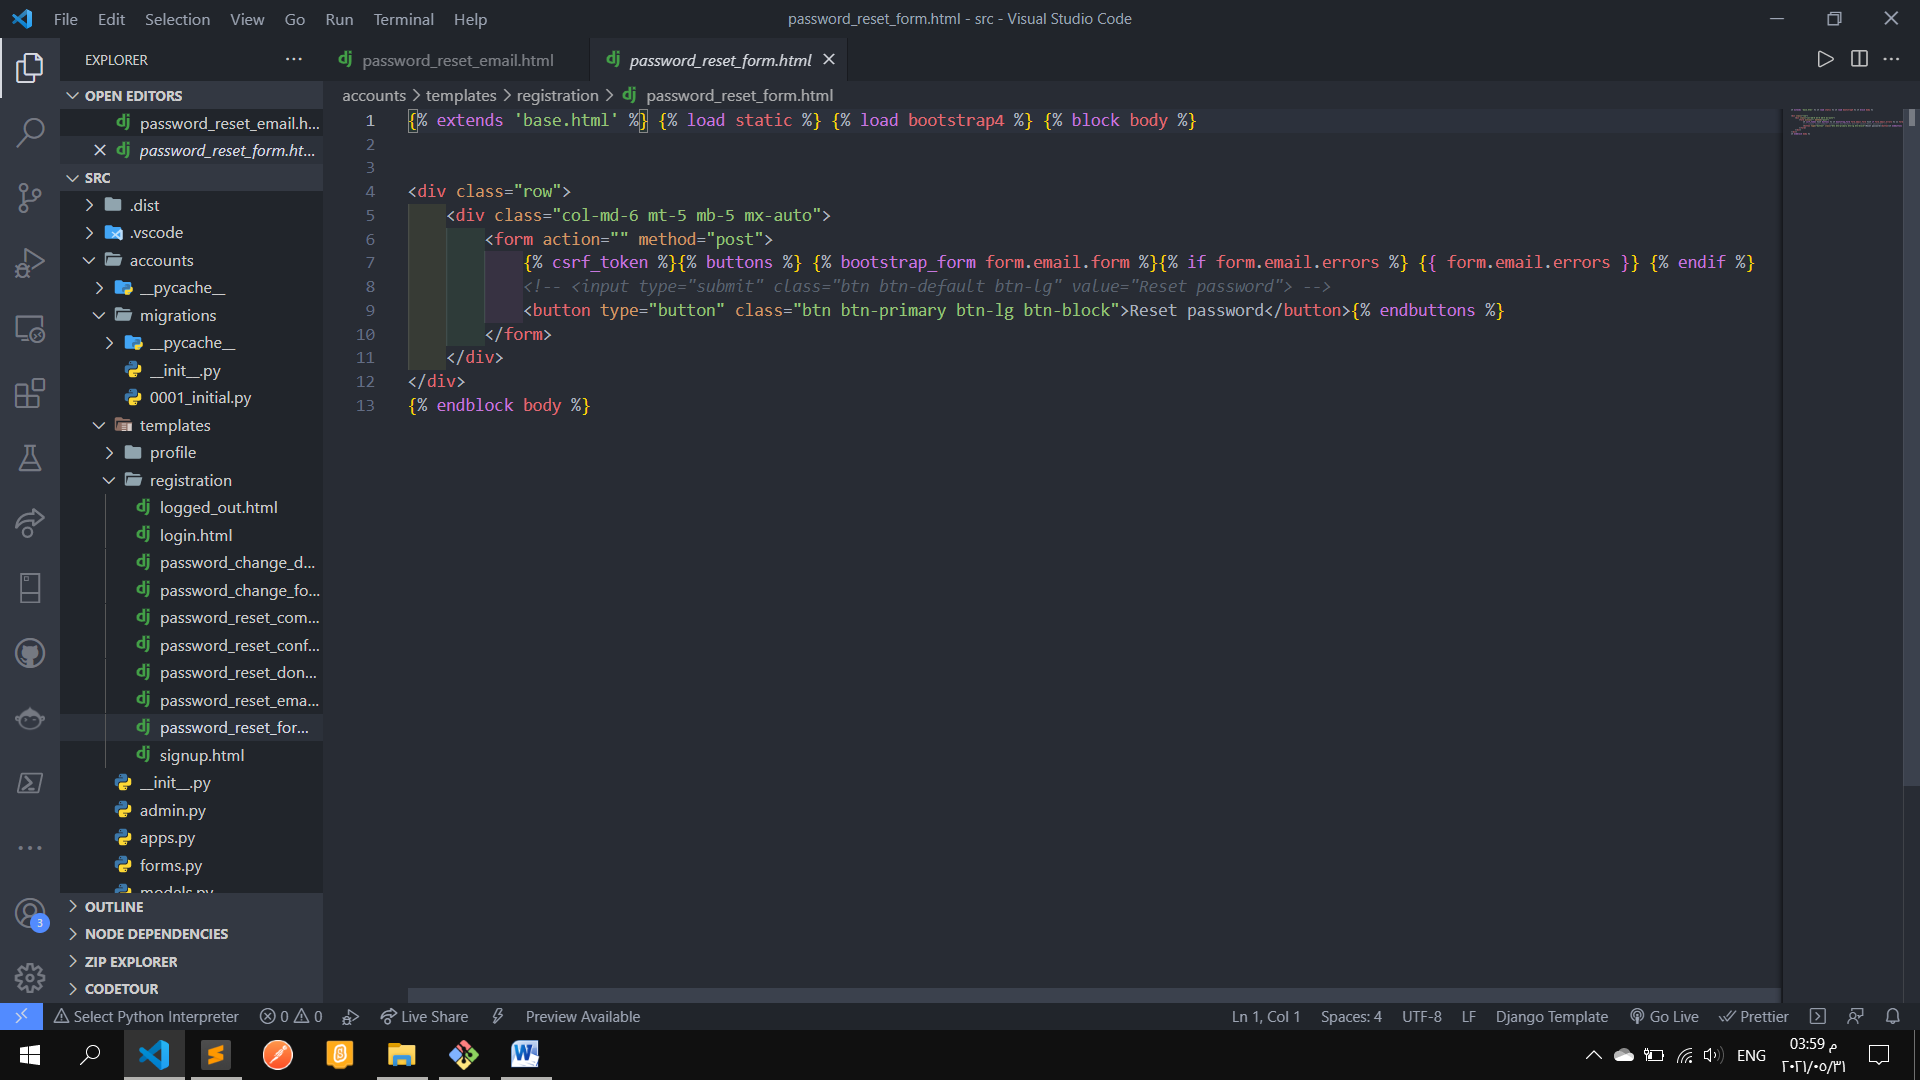 File Edit Selection View Go Run Terminal Help
password_reset_form.html - src - Visual Studio Code
EXPLORER
password_reset_email.html
password_reset_form.html
OPEN EDITORS
password_reset_email.h...
password_reset_form.ht...
SRC
.dist
.vscode
accounts
__pycache__
migrations
__pycache__
__init__.py
0001_initial.py
templates
profile
registration
logged_out.html
login.html
password_change_d...
password_change_fo...
password_reset_com...
password_reset_conf...
password_reset_don...
password_reset_ema...
password_reset_for...
signup.html
__init__.py
admin.py
apps.py
forms.py
models.py
OUTLINE
NODE DEPENDENCIES
ZIP EXPLORER
CODETOUR
accounts > templates > registration > password_reset_form.html
1 {% extends 'base.html' %} {% load static %} {% load bootstrap4 %} {% block body %}
2
3
4 <div class="row">
5 <div class="col-md-6 mt-5 mb-5 mx-auto">
6 <form action="" method="post">
7 {% csrf_token %}{% buttons %} {% bootstrap_form form.email.form %}{% if form.email.errors %} {{ form.email.errors }} {% endif %}
8 <!-- <input type="submit" class="btn btn-default btn-lg" value="Reset password"> -->
9 <button type="button" class="btn btn-primary btn-lg btn-block">Reset password</button>{% endbuttons %}
10 </form>
11 </div>
12 </div>
13 {% endblock body %}
3
Select Python Interpreter 0 0 Live Share Preview Available
Ln 1, Col 1 Spaces: 4 UTF-8 LF Django Template Go Live Prettier
ENG
03:59 م
٢٠٢١/٠٥/٣١